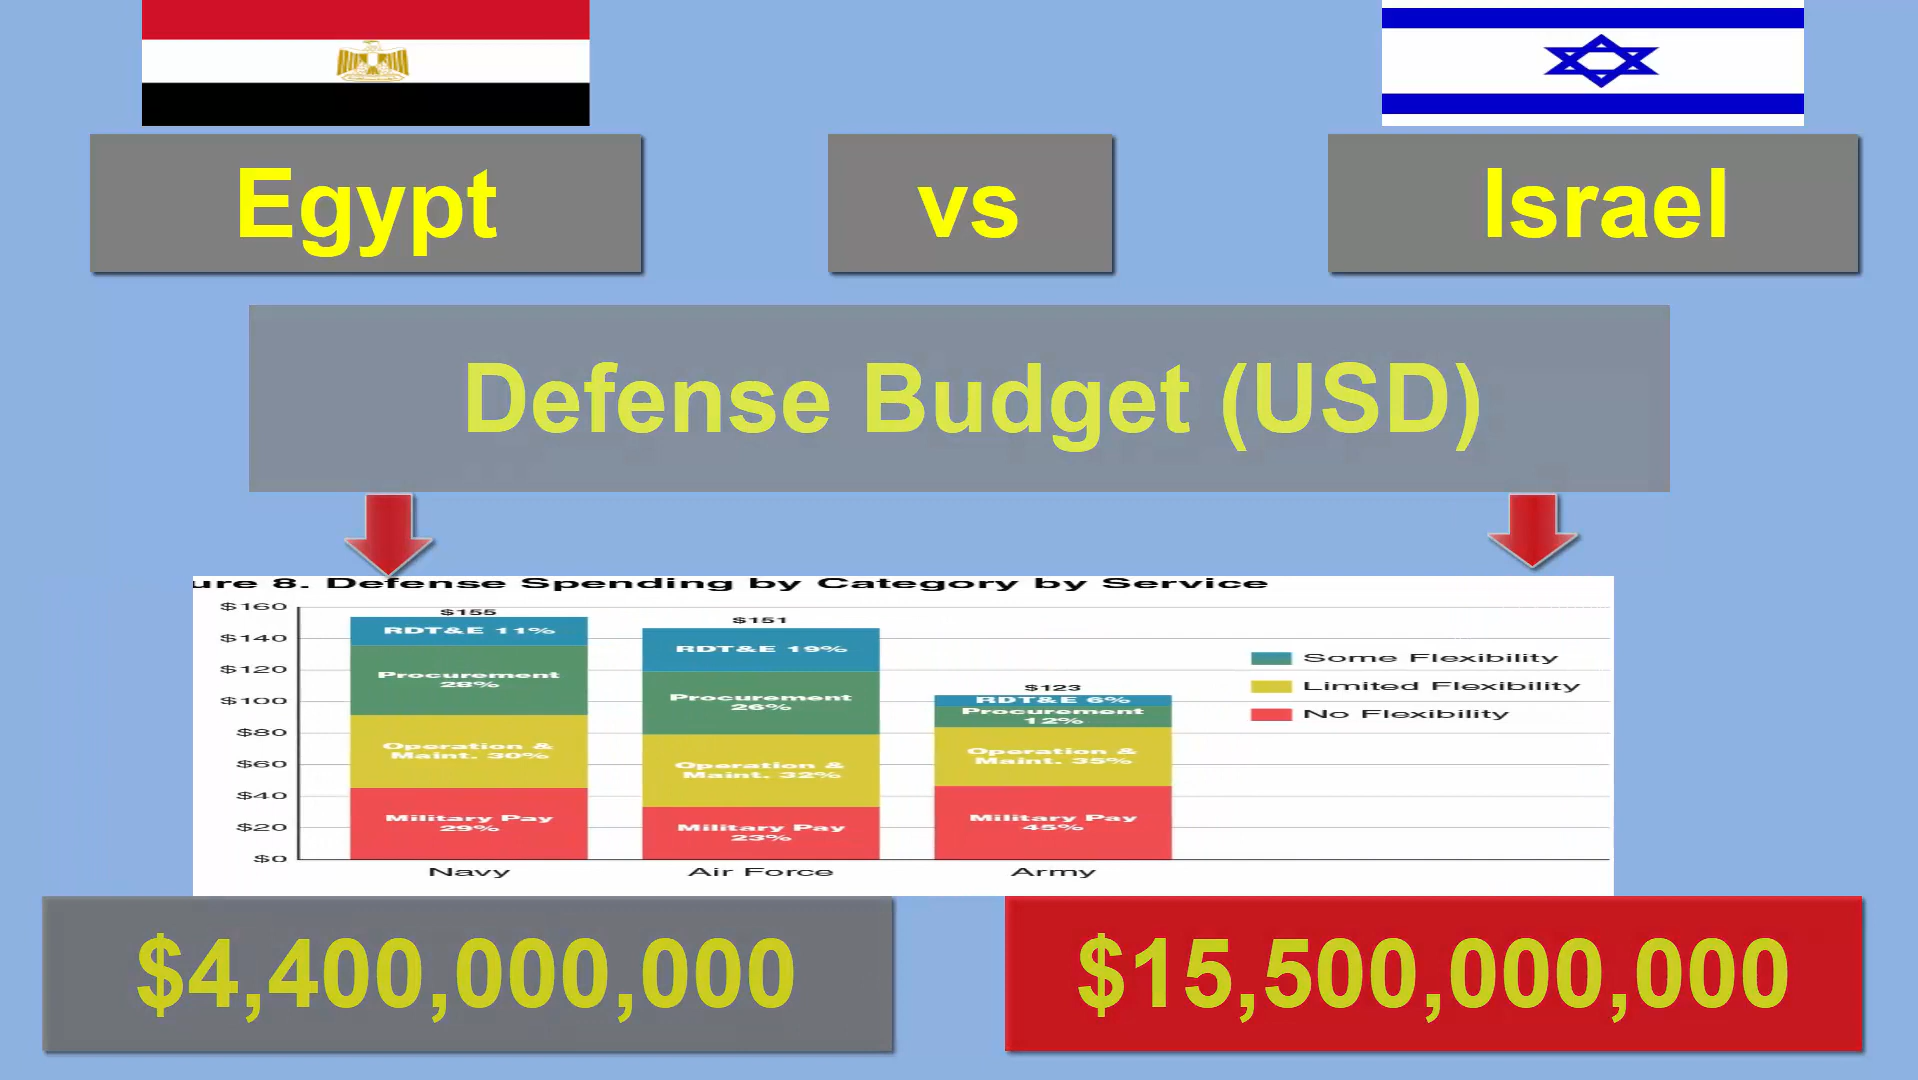 Egypt
vs
Israel
Defense Budget (USD)
ure 8. Defense Spending by Category by Service
$160
$140
$120
$100
$80
$60
$40
$20
$0
$155
RDT&E 11%
Procurement
28%
Operation &
Maint. 30%
Military Pay
29%
Navy
$151
RDT&E 19%
Procurement
26%
Operation &
Maint. 32%
Military Pay
23%
Air Force
$123
RDT&E 6%
Procurement
12%
Operation &
Maint. 35%
Military Pay
45%
Army
Some Flexibility
Limited Flexibility
No Flexibility
$4,400,000,000
$15,500,000,000